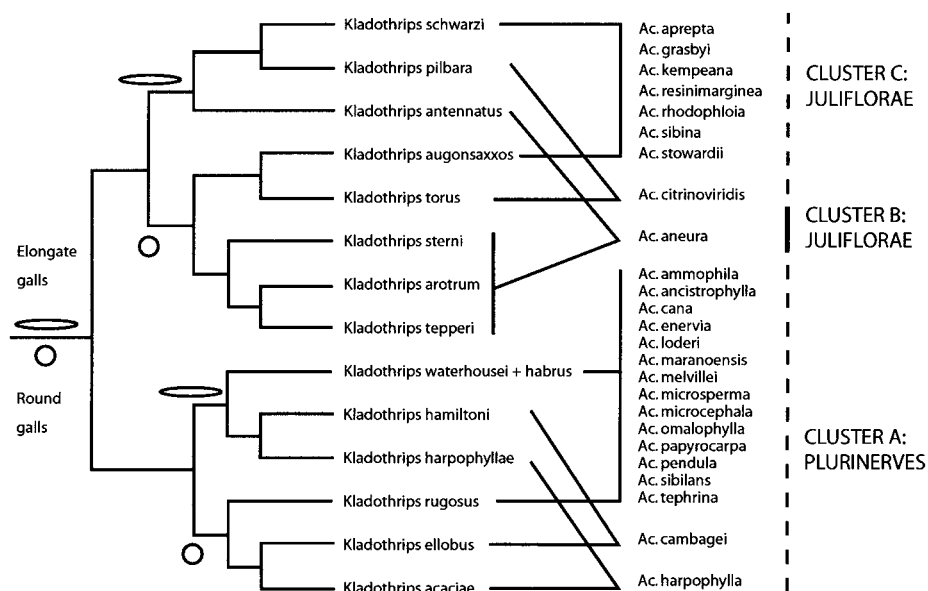 Kladothrips schwarzi
Kladothrips pilbara
Kladothrips antennatus
Kladothrips augonsaxxos
Kladothrips torus
Kladothrips sterni
Kladothrips arotrum
Kladothrips tepperi
Kladothrips waterhousei + habrus
Kladothrips hamiltoni
Kladothrips harpophyllae
Kladothrips rugosus
Kladothrips ellobus
Kladothrips acaciae
Elongate
galls
Round
galls
Ac. aprepta
Ac. grasbyi
Ac. kempeana
Ac. resinimarginea
Ac. rhodophloia
Ac. sibina
Ac. stowardii
Ac. citrinoviridis
Ac. aneura
Ac. ammophila
Ac. ancistrophylla
Ac. cana
Ac. enervia
Ac. loderi
Ac. maranoensis
Ac. melvillei
Ac. microsperma
Ac. microcephala
Ac. omalophylla
Ac. papyrocarpa
Ac. pendula
Ac. sibilans
Ac. tephrina
Ac. cambagei
Ac. harpophylla
CLUSTER C:
JULIFLORAE
CLUSTER B:
JULIFLORAE
CLUSTER A:
PLURINERVES